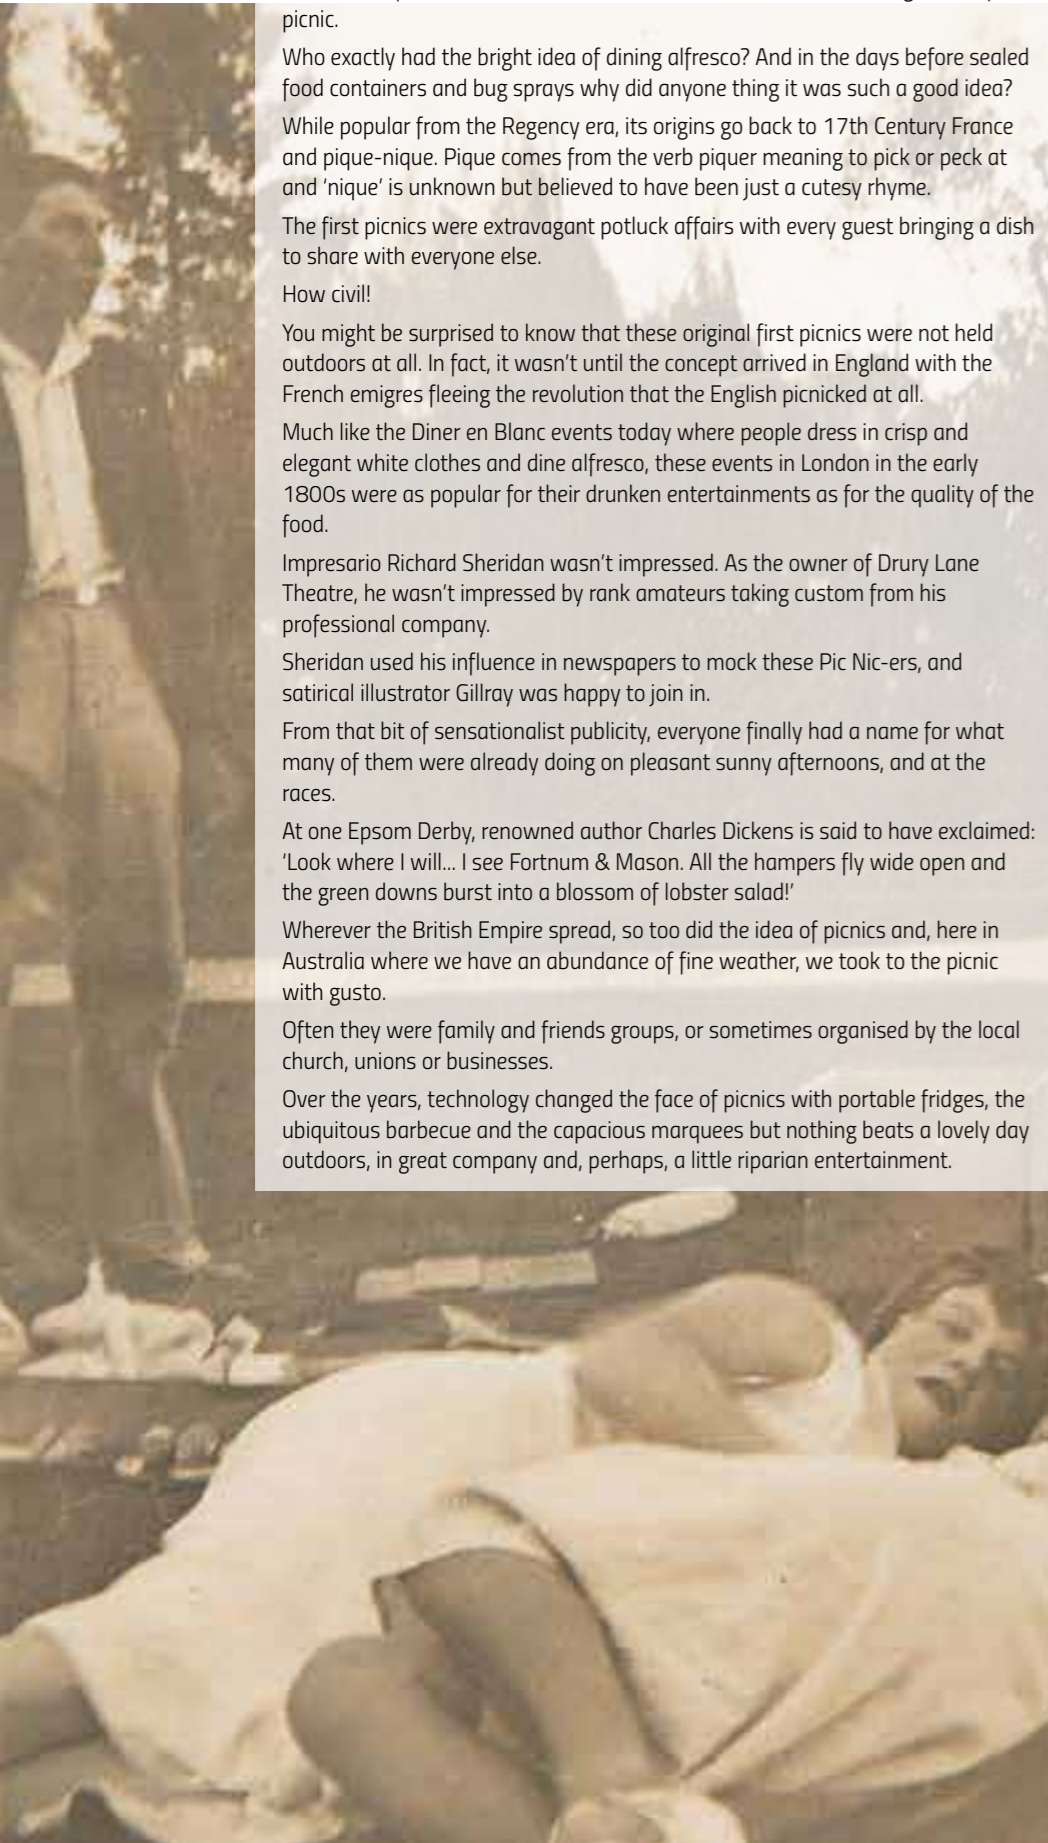 picnic.
Who exactly had the bright idea of dining alfresco? And in the days before sealed
food containers and bug sprays why did anyone thing it was such a good idea?
While popular from the Regency era, its origins go back to 17th Century France
and pique-nique. Pique comes from the verb piquer meaning to pick or peck at
and ‘nique’ is unknown but believed to have been just a cutesy rhyme.
The first picnics were extravagant potluck affairs with every guest bringing a dish
to share with everyone else.
How civil!
You might be surprised to know that these original first picnics were not held
outdoors at all. In fact, it wasn’t until the concept arrived in England with the
French emigres fleeing the revolution that the English picnicked at all.
Much like the Diner en Blanc events today where people dress in crisp and
elegant white clothes and dine alfresco, these events in London in the early
1800s were as popular for their drunken entertainments as for the quality of the
food.
Impresario Richard Sheridan wasn’t impressed. As the owner of Drury Lane
Theatre, he wasn’t impressed by rank amateurs taking custom from his
professional company.
Sheridan used his influence in newspapers to mock these Pic Nic-ers, and
satirical illustrator Gillray was happy to join in.
From that bit of sensationalist publicity, everyone finally had a name for what
many of them were already doing on pleasant sunny afternoons, and at the
races.
At one Epsom Derby, renowned author Charles Dickens is said to have exclaimed:
‘Look where I will... I see Fortnum & Mason. All the hampers fly wide open and
the green downs burst into a blossom of lobster salad!’
Wherever the British Empire spread, so too did the idea of picnics and, here in
Australia where we have an abundance of fine weather, we took to the picnic
with gusto.
Often they were family and friends groups, or sometimes organised by the local
church, unions or businesses.
Over the years, technology changed the face of picnics with portable fridges, the
ubiquitous barbecue and the capacious marquees but nothing beats a lovely day
outdoors, in great company and, perhaps, a little riparian entertainment.